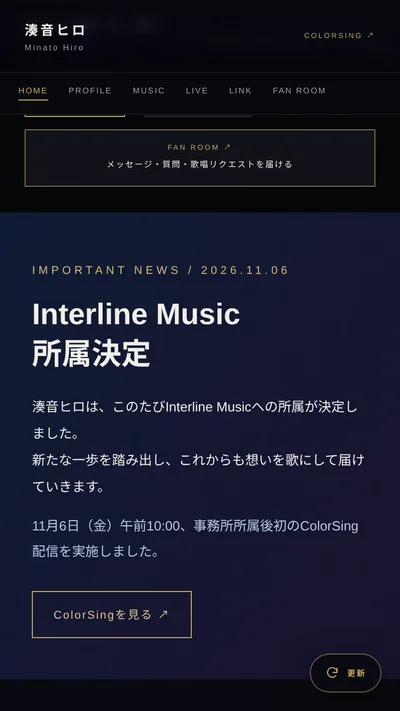 湊音ヒロ
Minato Hiro
COLORSING ↗
HOME PROFILE MUSIC LIVE LINK FAN ROOM
FAN ROOM ↗
メッセージ・質問・歌唱リクエストを届ける
IMPORTANT NEWS / 2026.11.06
Interline Music
所属決定
湊音ヒロは、このたびInterline Musicへの所属が決定し
ました。
新たな一歩を踏み出し、これからも想いを歌にして届け
ていきます。
11月6日（金）午前10:00、事務所所属後初のColorSing
配信を実施しました。
ColorSingを見る ↗
更新